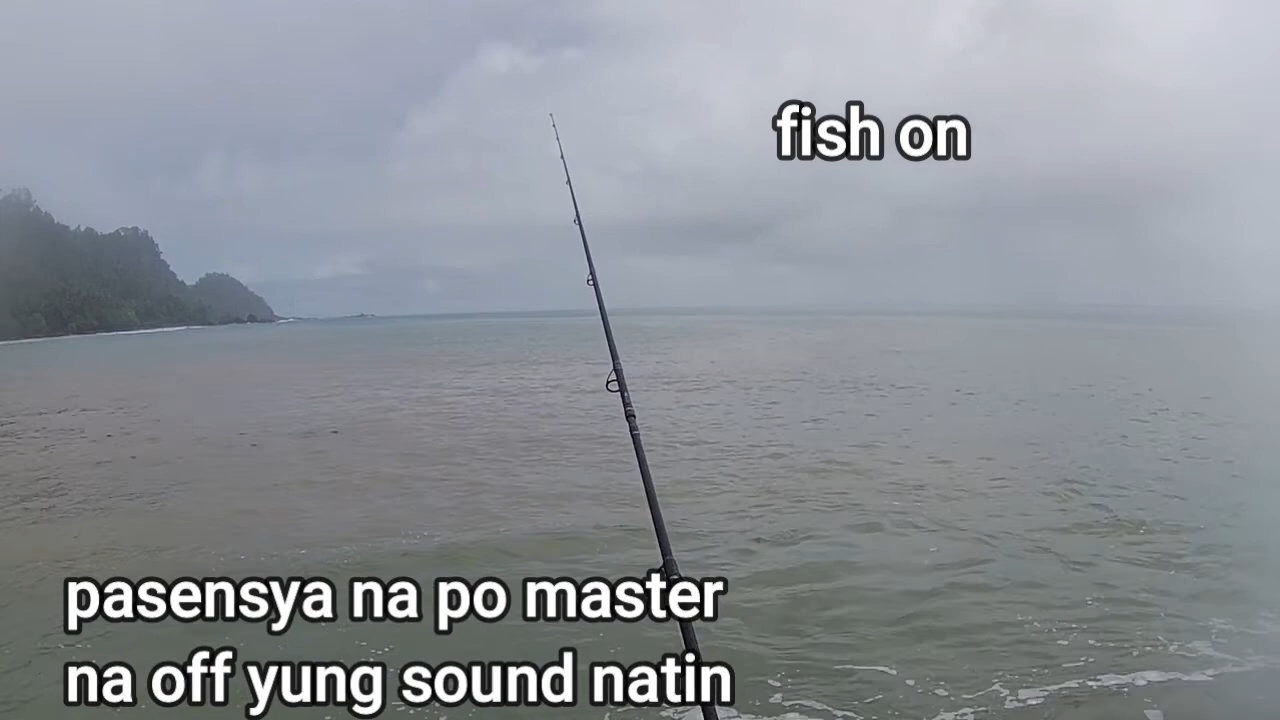 fish on
pasensya na po master
na off yung sound natin